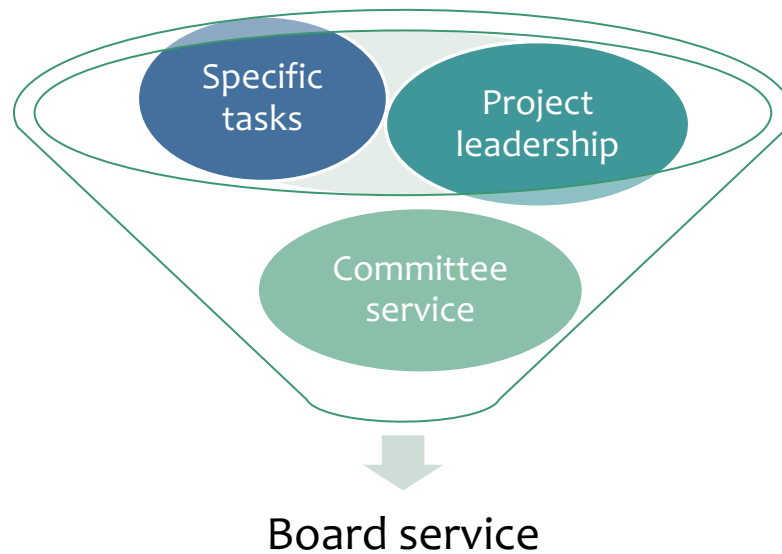 Specific
tasks
Project
leadership
Committee
service
Board service